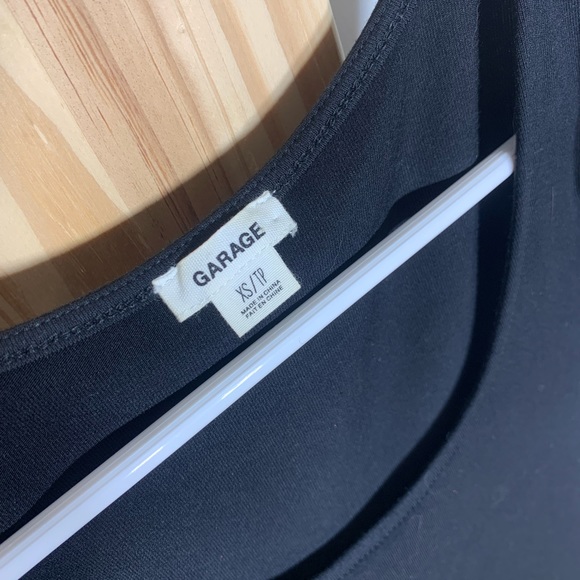 GARAGE
XS/TP
MADE IN CHINA
FAIT EN CHINE